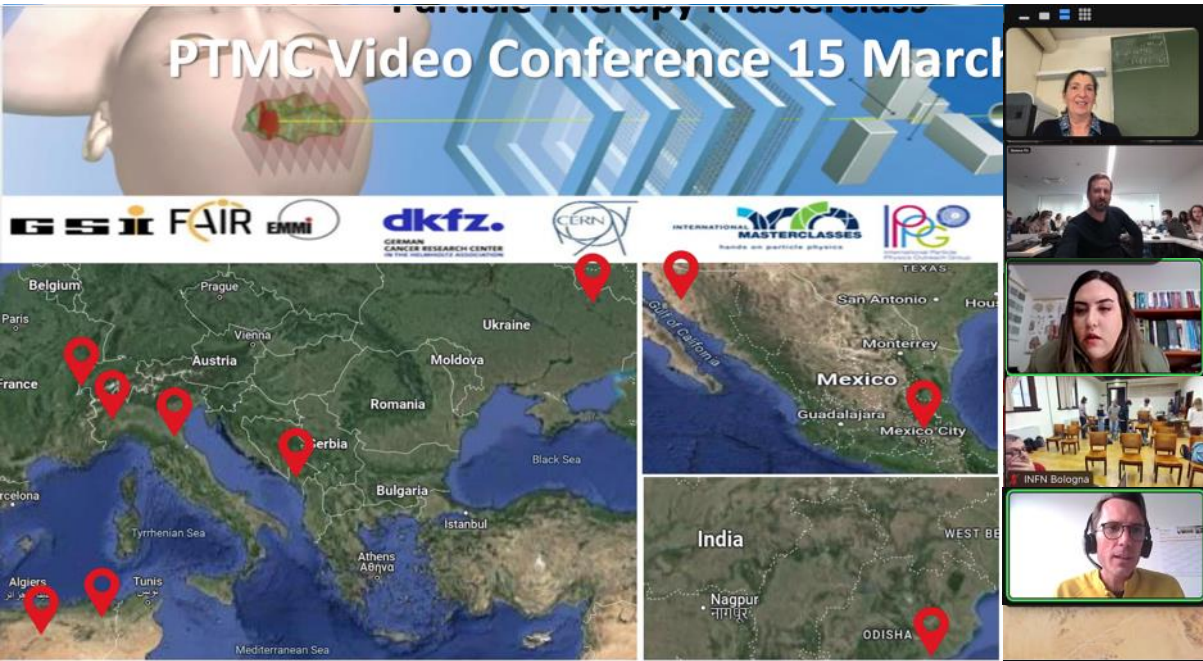 Particle Therapy Masterclass
PTMC Video Conference 15 March
GSI
FAIR
EMMI
dkfz.
GERMAN
CANCER RESEARCH CENTER
IN THE HELMHOLTZ ASSOCIATION
CERN
INTERNATIONAL
MASTERCLASSES
hands on particle physics
IPPOG
International Particle
Physics Outreach Group
Belgium
Prague
Paris
Vienna
Ukraine
Austria
Moldova
France
Romania
Serbia
Black Sea
Bulgaria
rcelona
Istanbul
Tyrrhenian Sea
Athens
Αθήνα
Algiers
Tunis
تونس
Mediterranean Sea
TEXAS
San Antonio
Hous
Gulf of California
Monterrey
Mexico
Guadalajara
Mexico City
India
WEST BE
Nagpur
नागपूर
ODISHA
INFN Bologna